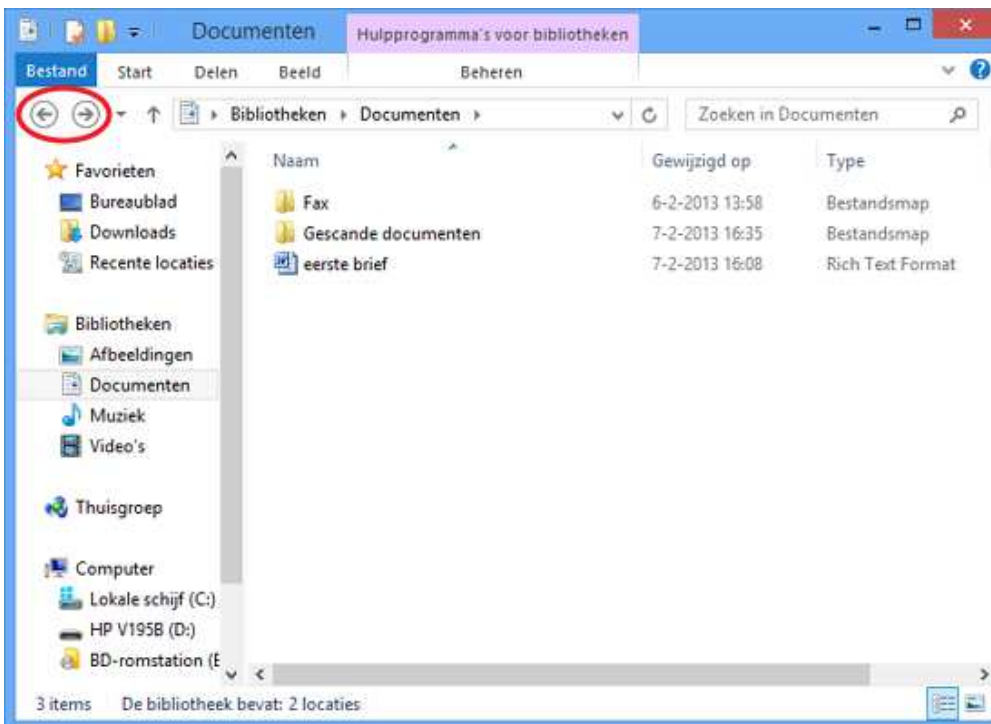 Documenten
Hulpprogramma's voor bibliotheken
Bestand Start Delen Beeld Beheren
Bibliotheken Documenten Zoeken in Documenten
Naam Gewijzigd op Type
Favorieten
Bureaublad
Downloads
Recente locaties
Fax 6-2-2013 13:58 Bestandsmap
Gescande documenten 7-2-2013 16:35 Bestandsmap
eerste brief 7-2-2013 16:08 Rich Text Format
Bibliotheken
Afbeeldingen
Documenten
Muziek
Video's
Thuisgroep
Computer
Lokale schijf (C:)
HP V195B (D:)
BD-romstation (E
3 items De bibliotheek bevat: 2 locaties